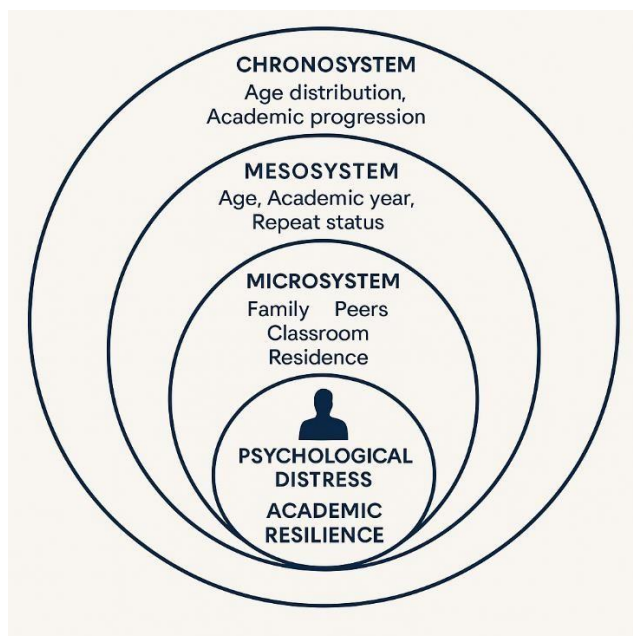 CHRONOSYSTEM
Age distribution,
Academic progression
MESOSYSTEM
Age, Academic year,
Repeat status
MICROSYSTEM
Family Peers
Classroom
Residence
PSYCHOLOGICAL
DISTRESS
ACADEMIC
RESILIENCE